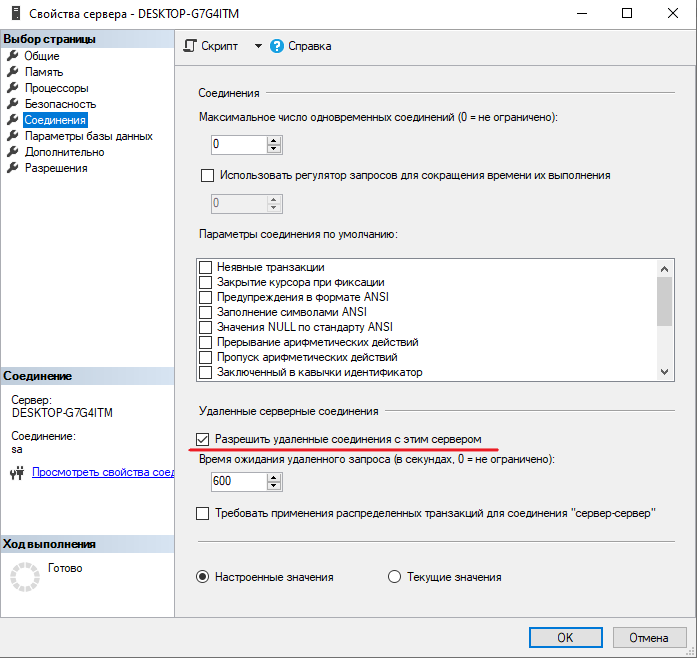 Свойства сервера - DESKTOP-G7G4ITM
Выбор страницы
Общие
Память
Процессоры
Безопасность
Соединения
Параметры базы данных
Дополнительно
Разрешения
Скрипт
Справка
Соединения
Максимальное число одновременных соединений (0 = не ограничено):
0
Использовать регулятор запросов для сокращения времени их выполнения
0
Параметры соединения по умолчанию:
Неявные транзакции
Закрытие курсора при фиксации
Предупреждения в формате ANSI
Заполнение символами ANSI
Значения NULL по стандарту ANSI
Прерывание арифметических действий
Пропуск арифметических действий
Заключенный в кавычки идентификатор
Соединение
Сервер:
DESKTOP-G7G4ITM
Соединение:
sa
Просмотреть свойства соед
Удаленные серверные соединения
Разрешить удаленные соединения с этим сервером
Время ожидания удаленного запроса (в секундах, 0 = не ограничено):
600
Требовать применения распределенных транзакций для соединения "сервер-сервер"
Ход выполнения
Готово
Настроенные значения
Текущие значения
OK
Отмена